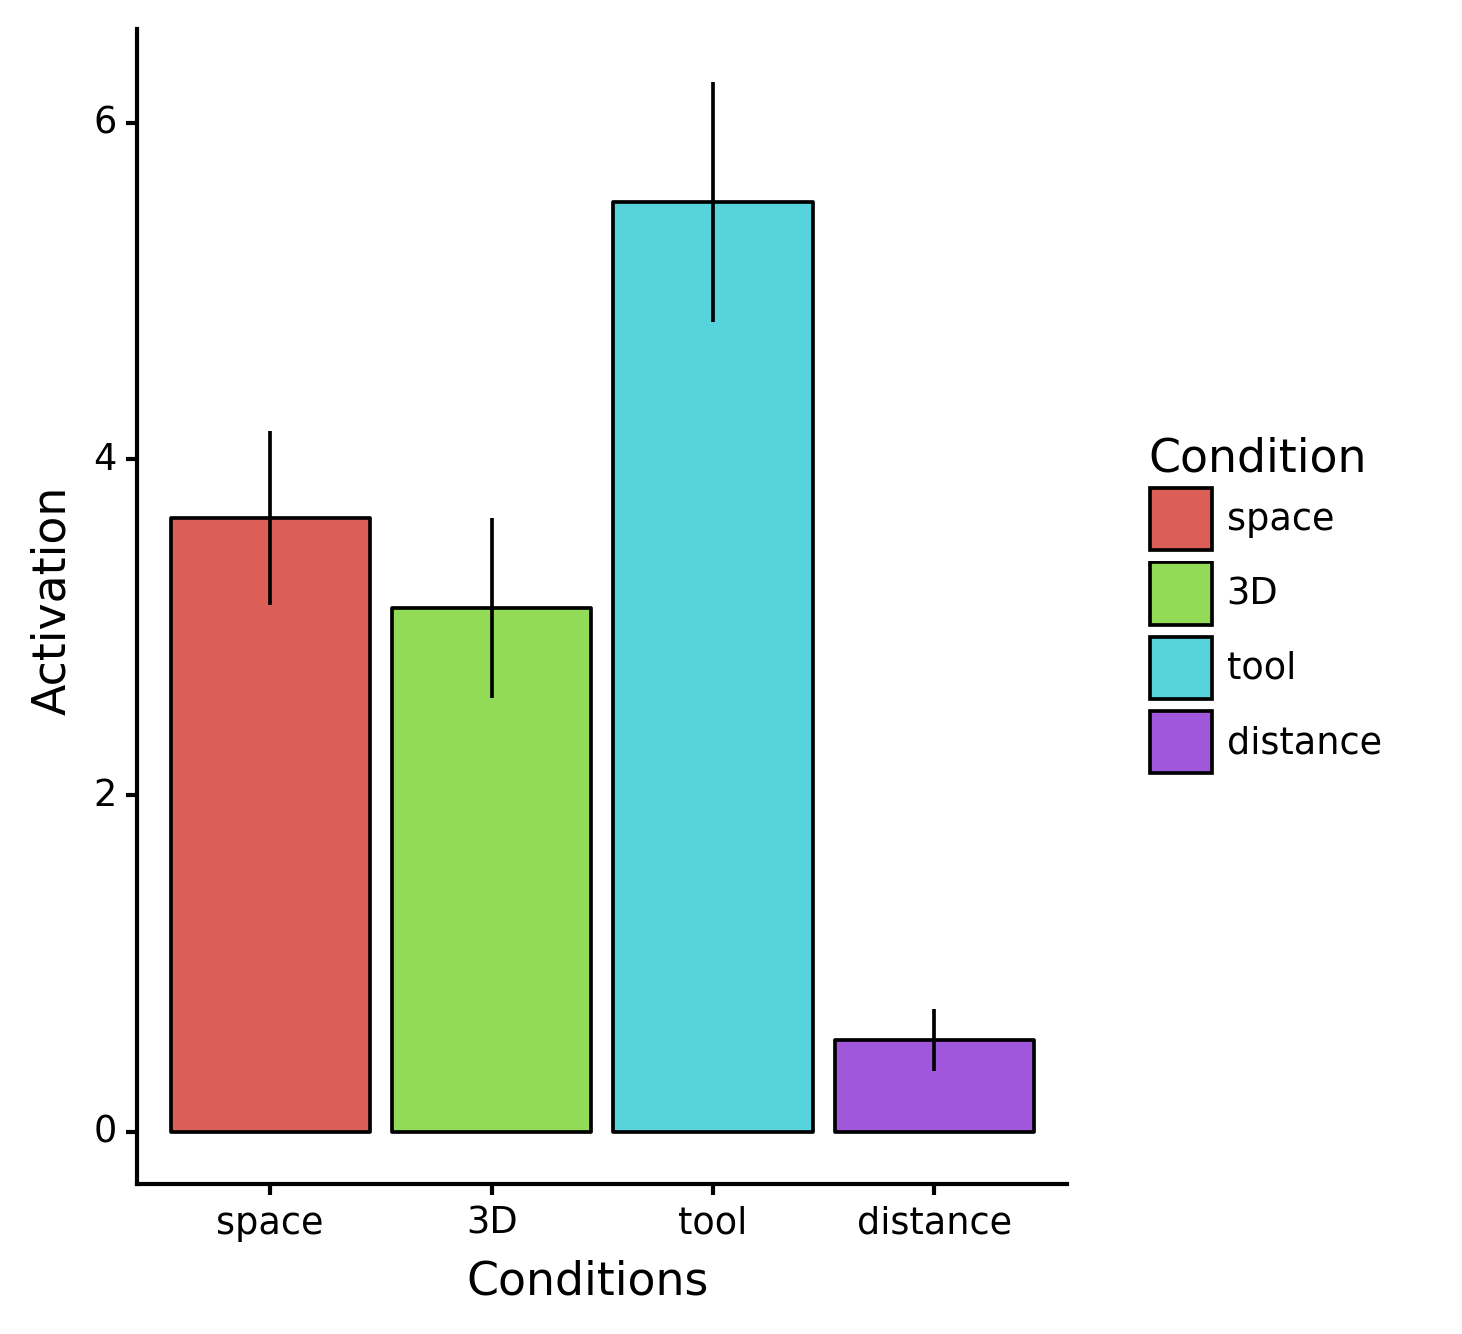 6
4
2
0
Activation
space 3D tool distance
Conditions
Condition
space
3D
tool
distance